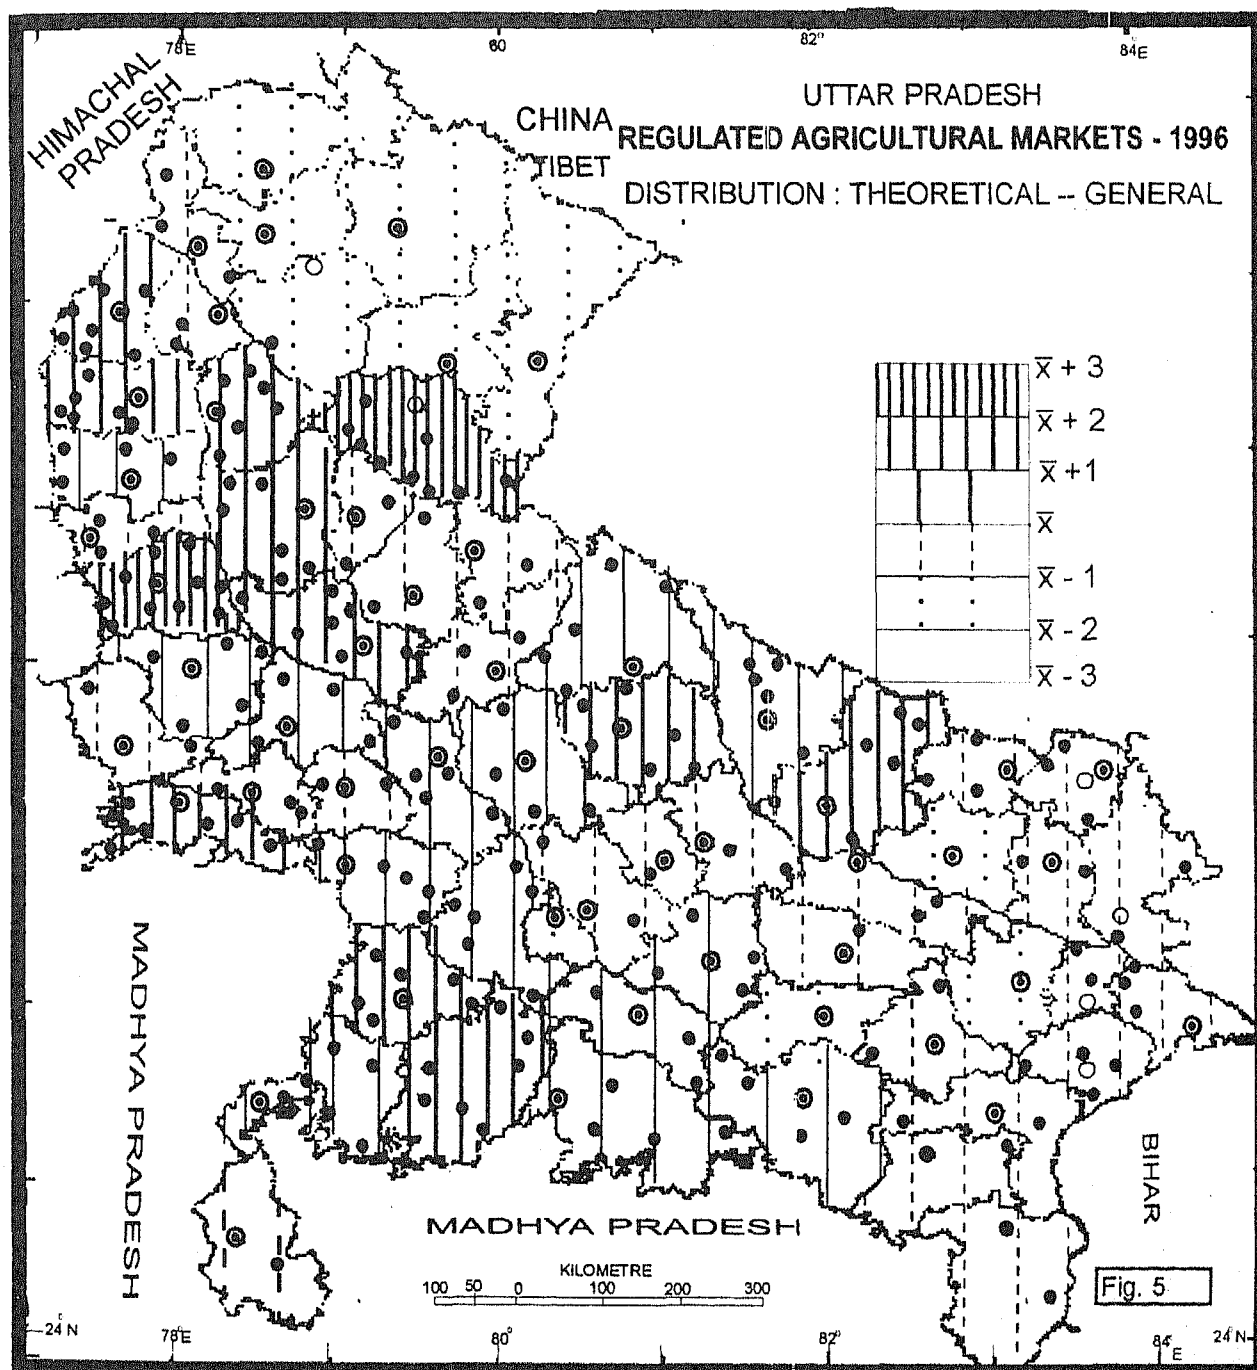 78°E
60
82°
84°E
HIMACHAL
PRADESH
CHINA
TIBET
UTTAR PRADESH
REGULATED AGRICULTURAL MARKETS - 1996
DISTRIBUTION : THEORETICAL -- GENERAL
x̅ + 3
x̅ + 2
x̅ + 1
x̅
x̅ - 1
x̅ - 2
x̅ - 3
MADHYA PRADESH
MADHYA PRADESH
BIHAR
KILOMETRE
100 50 0 100 200 300
Fig. 5
24 N
78°E
80°
82°
84°E
24 N